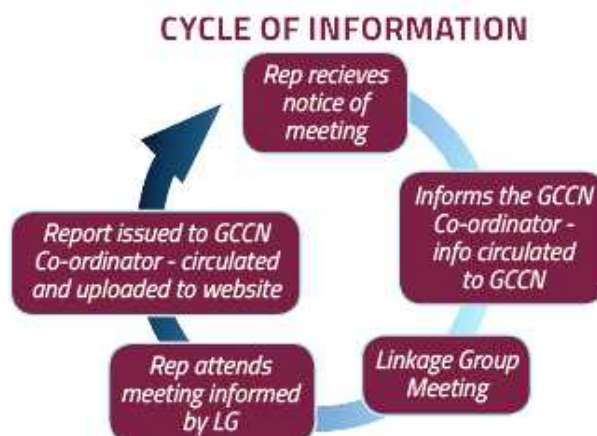 CYCLE OF INFORMATION
Rep recieves
notice of
meeting
Informs the GCCN
Co-ordinator -
info circulated
to GCCN
Linkage Group
Meeting
Rep attends
meeting informed
by LG
Report issued to GCCN
Co-ordinator - circulated
and uploaded to website